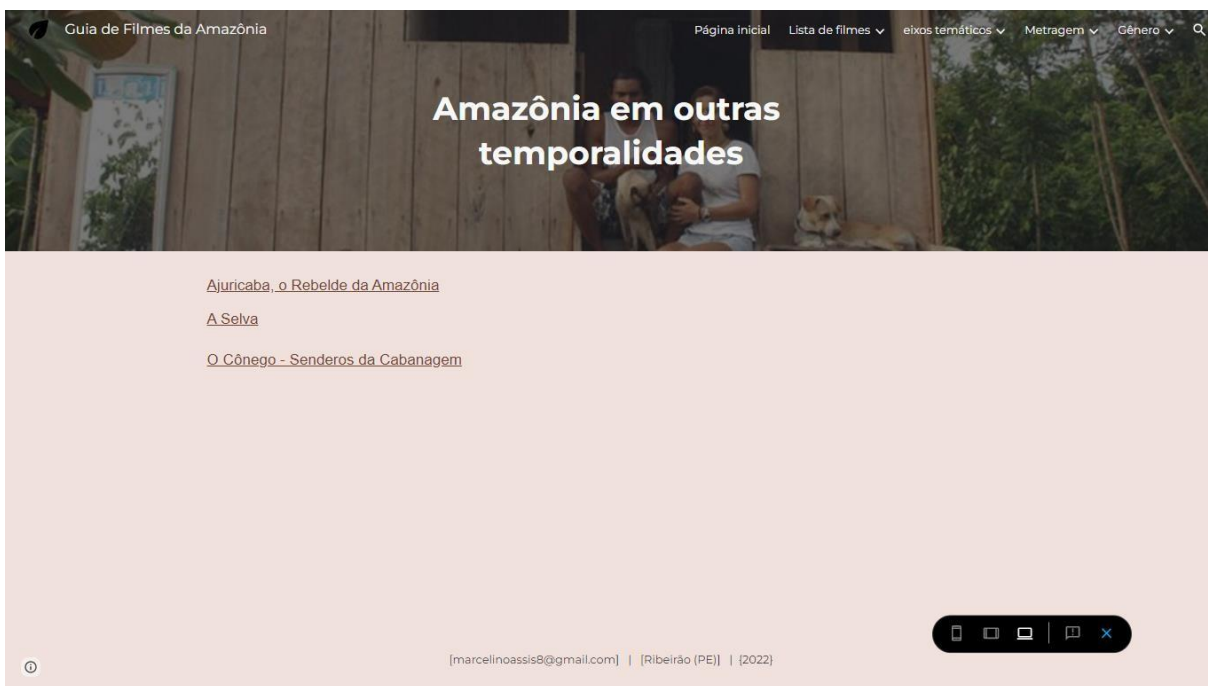 Guia de Filmes da Amazônia
Página inicial Lista de filmes eixos temáticos Metragem Gênero
Amazônia em outras
temporalidades
Ajuricaba, o Rebelde da Amazônia
A Selva
O Cônego - Senderos da Cabanagem
[marcelinoassis8@gmail.com] | [Ribeirão (PE)] | {2022}